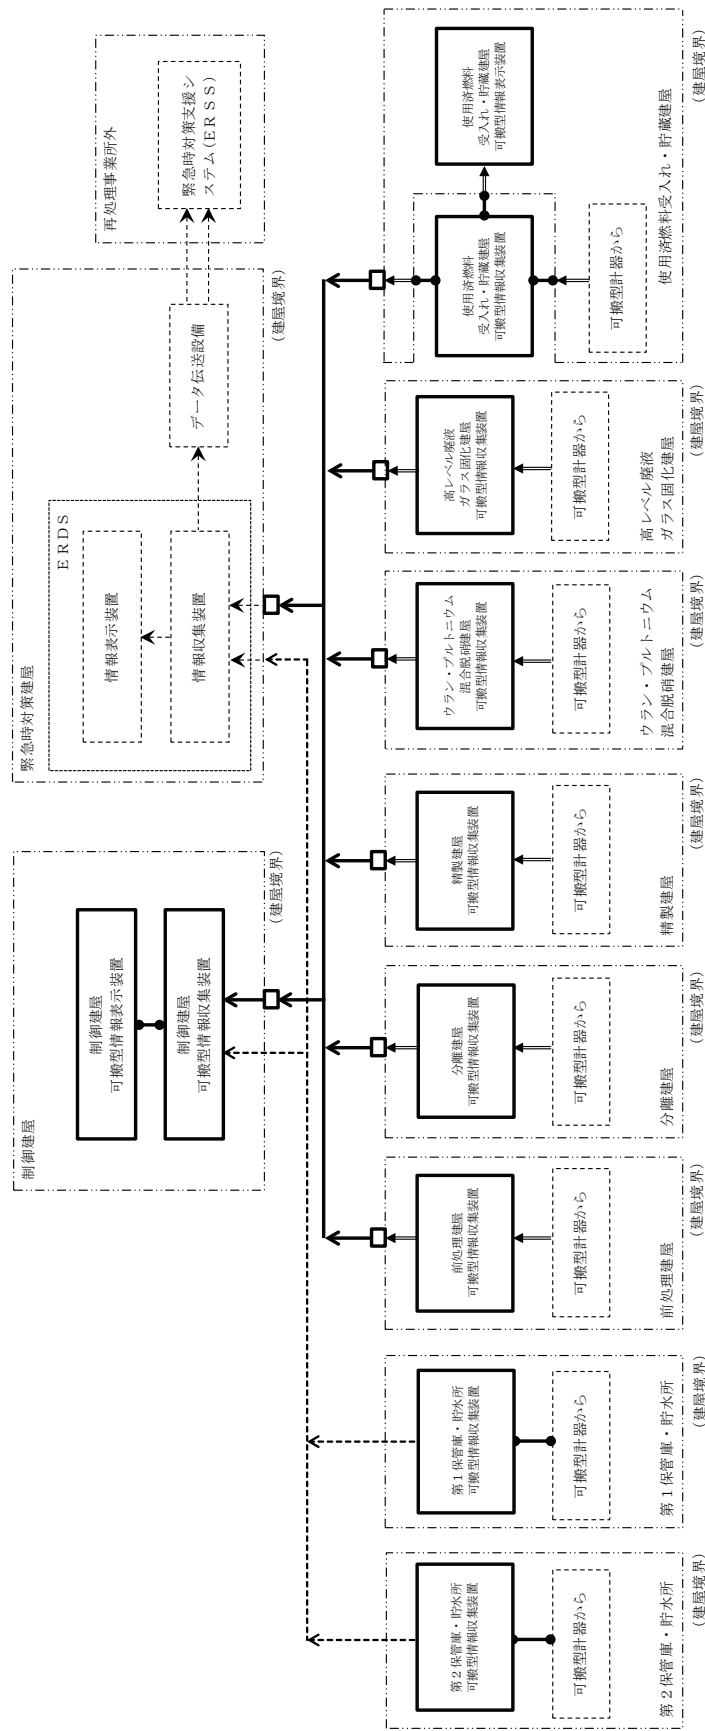 制御建屋
制御建屋
可搬型情報表示装置
制御建屋
可搬型情報収集装置
(建屋境界)
緊急時対策建屋
ERDS
情報表示装置
情報収集装置
データ伝送設備
(建屋境界)
再処理事業所外
緊急時対策支援シ
ステム(ERSS)
第2保管庫・貯水所
可搬型情報収集装置
可搬型計器から
第2保管庫・貯水所
(建屋境界)
第1保管庫・貯水所
可搬型情報収集装置
可搬型計器から
第1保管庫・貯水所
(建屋境界)
前処理建屋
可搬型情報収集装置
可搬型計器から
前処理建屋
(建屋境界)
分離建屋
可搬型情報収集装置
可搬型計器から
分離建屋
(建屋境界)
精製建屋
可搬型情報収集装置
可搬型計器から
精製建屋
(建屋境界)
ウラン・プルトニウム
混合脱硝建屋
可搬型情報収集装置
可搬型計器から
ウラン・プルトニウム
混合脱硝建屋
(建屋境界)
高レベル廃液
ガラス固化建屋
可搬型情報収集装置
可搬型計器から
高レベル廃液
ガラス固化建屋
(建屋境界)
使用済燃料
受入れ・貯蔵建屋
可搬型情報収集装置
使用済燃料
受入れ・貯蔵建屋
可搬型情報表示装置
可搬型計器から
使用済燃料受入れ・貯蔵建屋
(建屋境界)